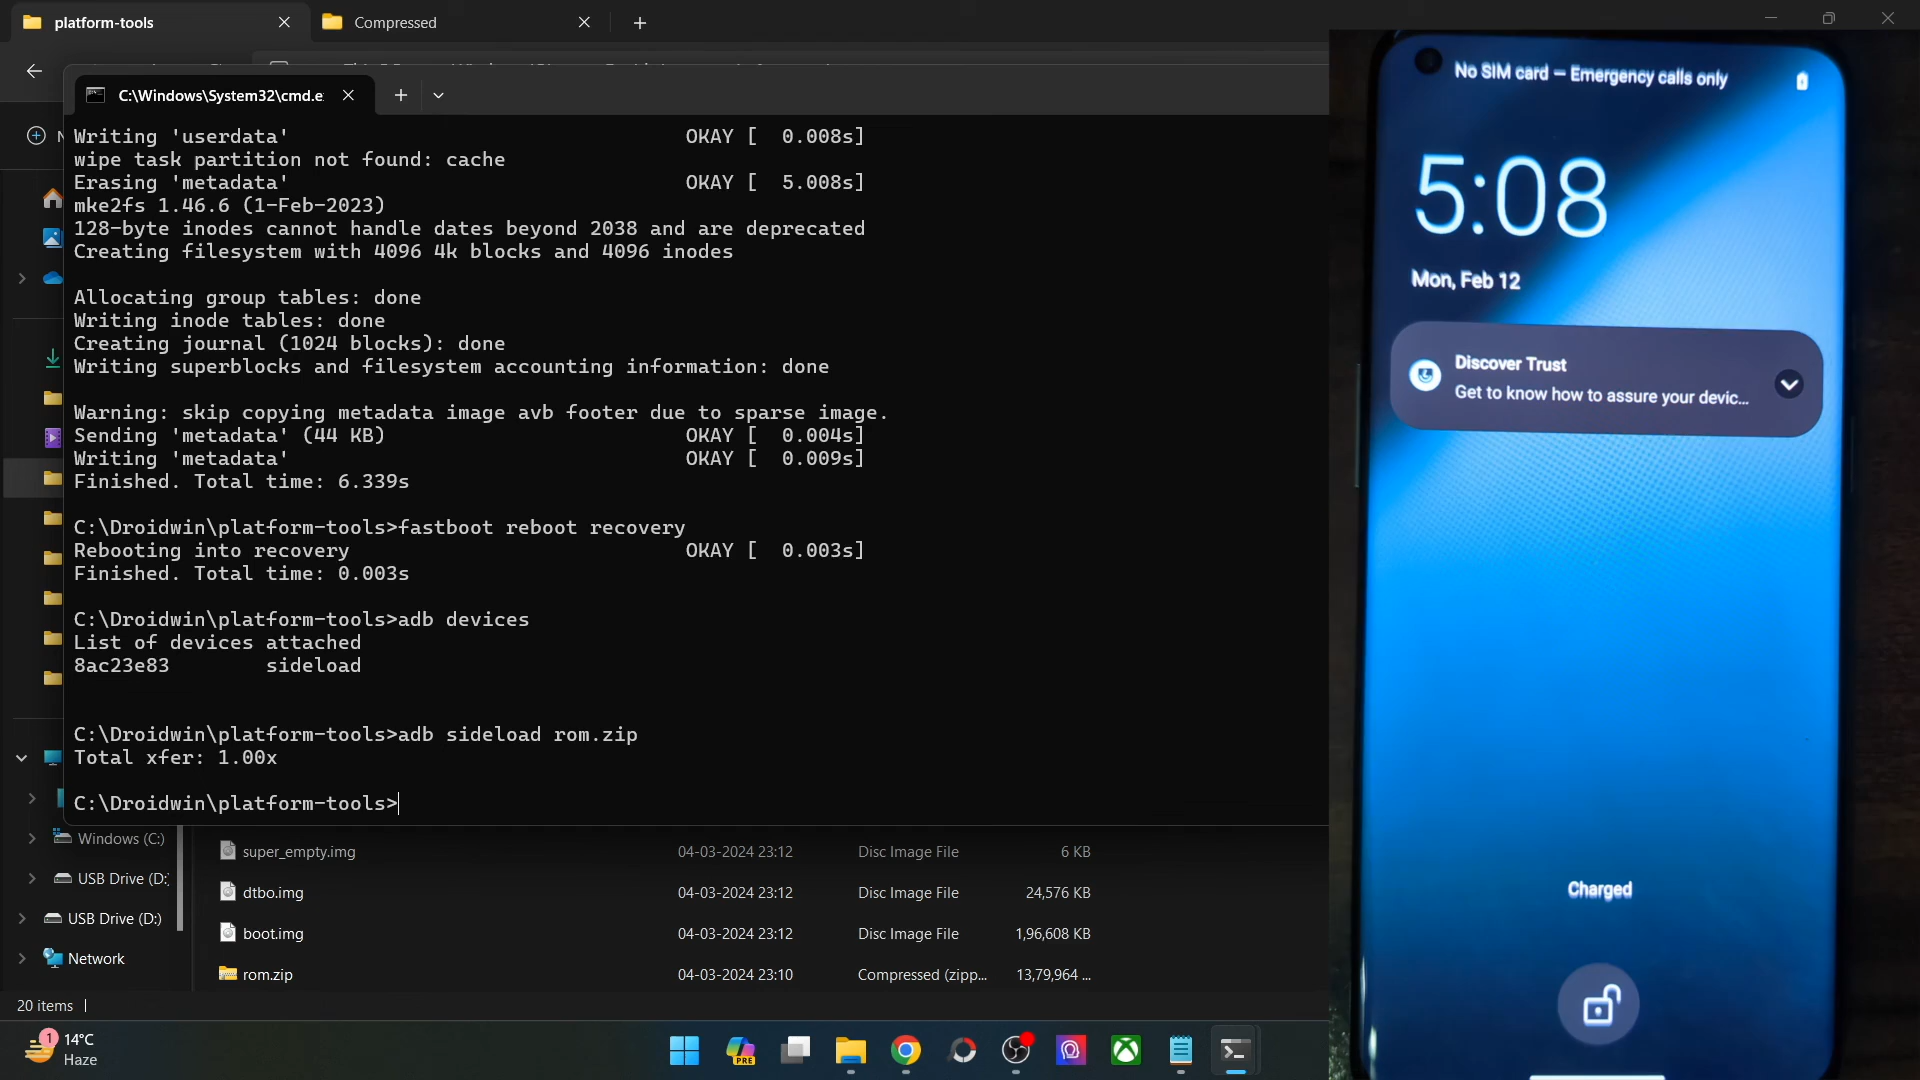 platform-tools
Compressed
C:\Windows\System32\cmd.e
Writing 'userdata' OKAY [ 0.008s]
wipe task partition not found: cache
Erasing 'metadata' OKAY [ 5.008s]
mke2fs 1.46.6 (1-Feb-2023)
128-byte inodes cannot handle dates beyond 2038 and are deprecated
Creating filesystem with 4096 4k blocks and 4096 inodes
Allocating group tables: done
Writing inode tables: done
Creating journal (1024 blocks): done
Writing superblocks and filesystem accounting information: done
Warning: skip copying metadata image avb footer due to sparse image.
Sending 'metadata' (44 KB) OKAY [ 0.004s]
Writing 'metadata' OKAY [ 0.009s]
Finished. Total time: 6.339s
C:\Droidwin\platform-tools>fastboot reboot recovery
Rebooting into recovery OKAY [ 0.003s]
Finished. Total time: 0.003s
C:\Droidwin\platform-tools>adb devices
List of devices attached
8ac23e83 sideload
C:\Droidwin\platform-tools>adb sideload rom.zip
Total xfer: 1.00x
C:\Droidwin\platform-tools>
Windows (C:)
USB Drive (D:
USB Drive (D:)
Network
super_empty.img 04-03-2024 23:12 Disc Image File 6 KB
dtbo.img 04-03-2024 23:12 Disc Image File 24,576 KB
boot.img 04-03-2024 23:12 Disc Image File 1,96,608 KB
rom.zip 04-03-2024 23:10 Compressed (zipp... 13,79,964 ...
20 items
1
14°C
Haze
PRE
No SIM card — Emergency calls only
5:08
Mon, Feb 12
Discover Trust
Get to know how to assure your devic...
Charged